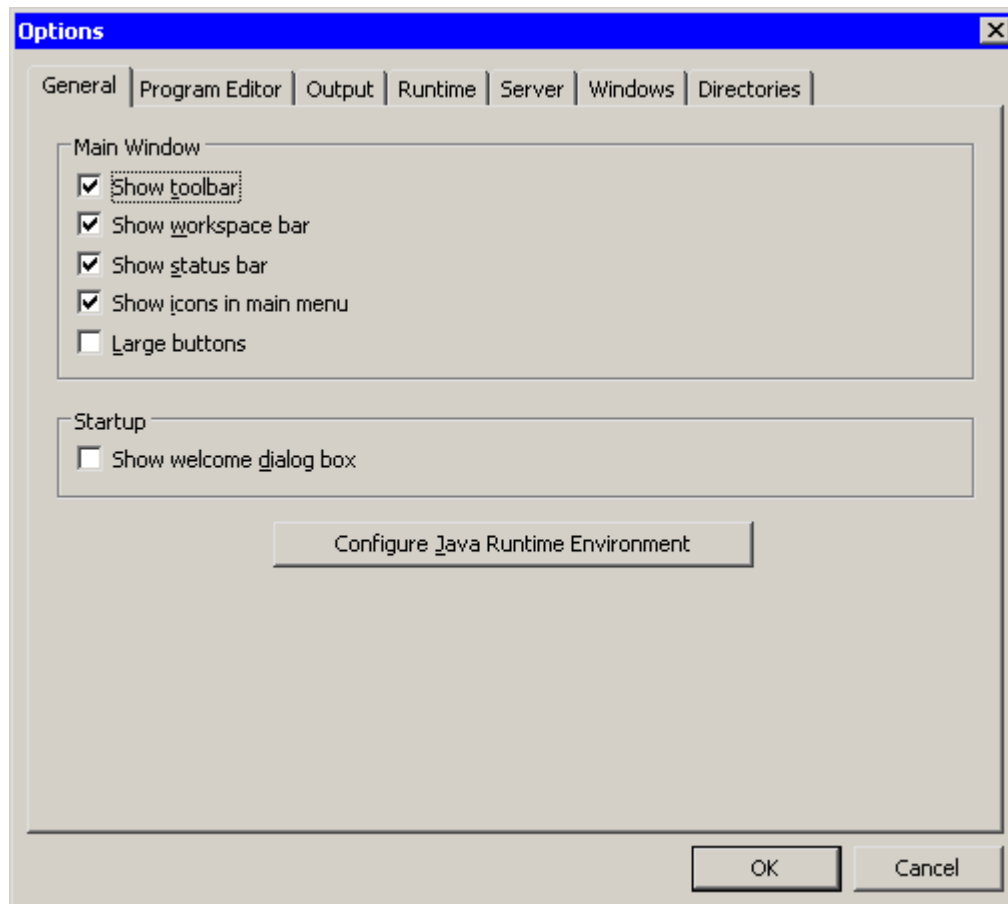 Options
General Program Editor Output Runtime Server Windows Directories
Main Window
Show toolbar
Show workspace bar
Show status bar
Show icons in main menu
Large buttons
Startup
Show welcome dialog box
Configure Java Runtime Environment
OK Cancel